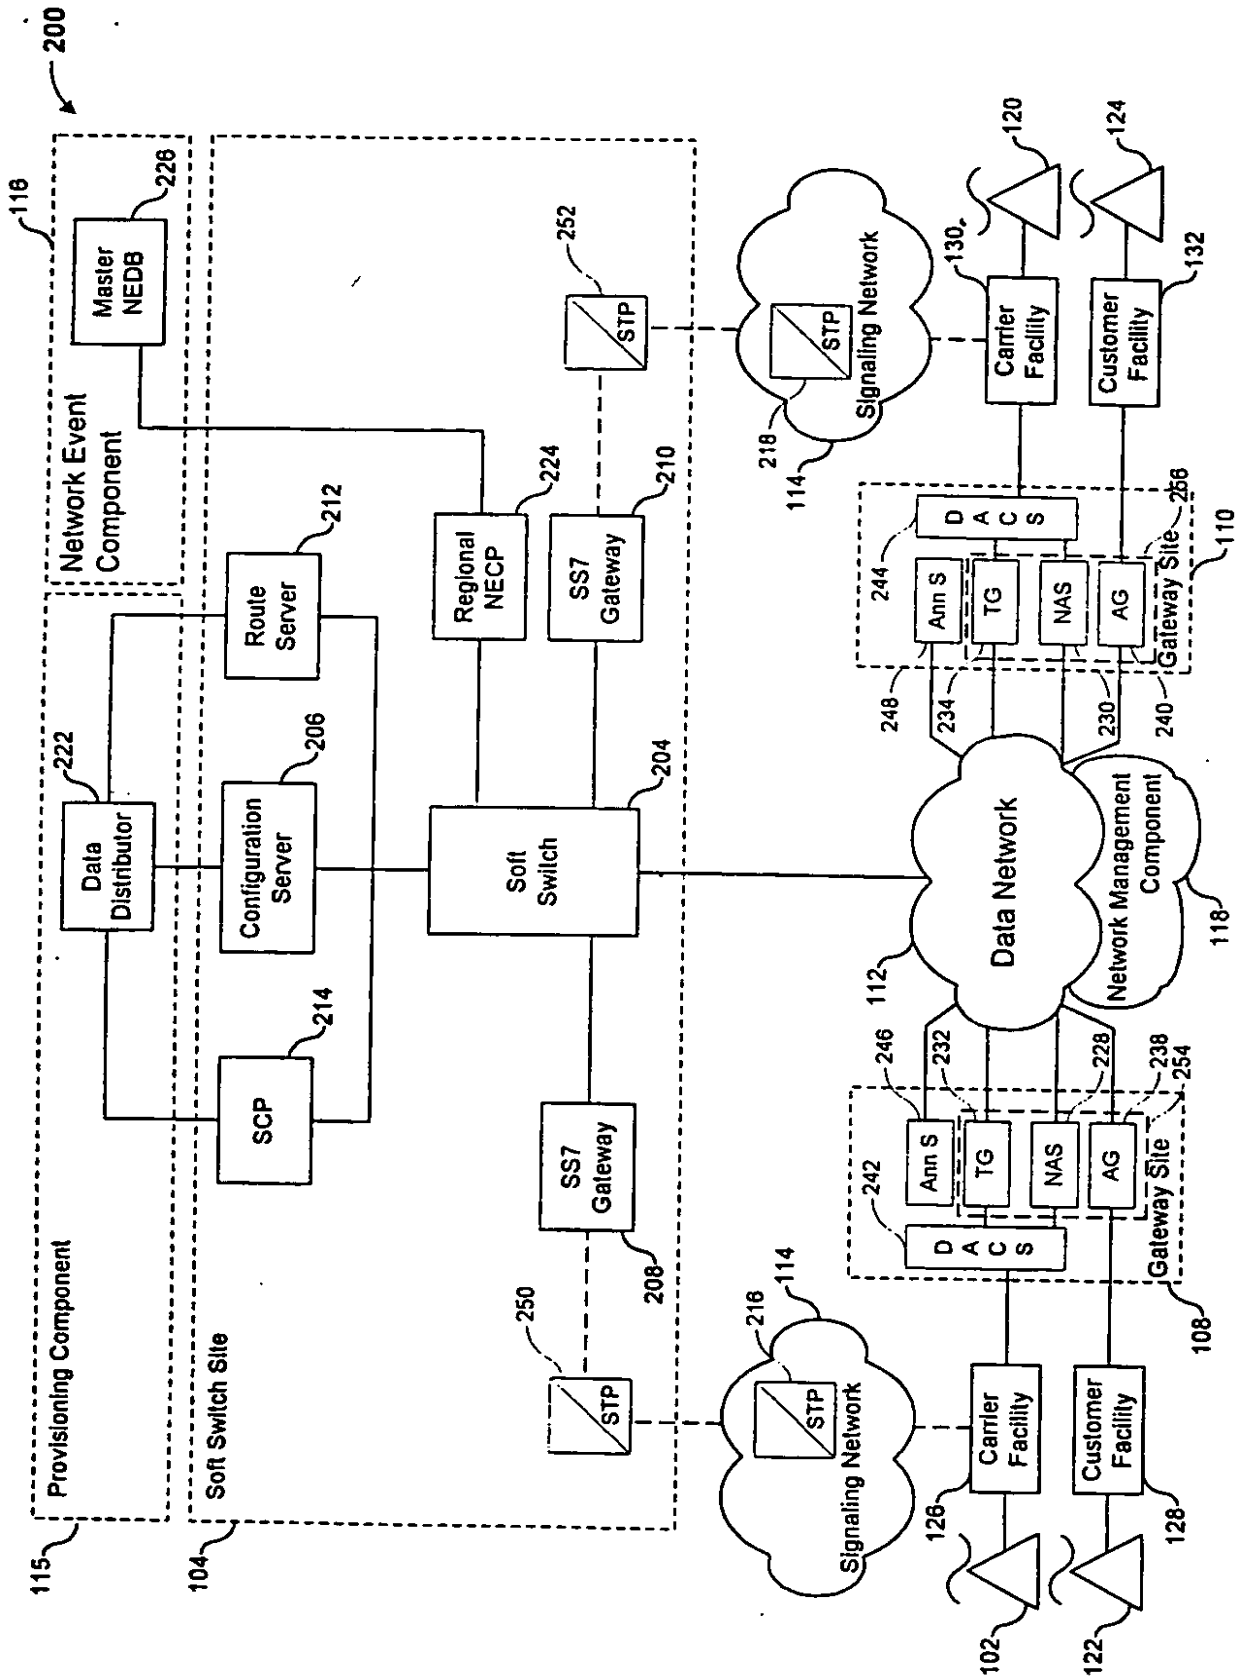 200
116
Master
NEDB
226
Network Event
Component
Provisioning Component
115
Data
Distributor
222
Soft Switch Site
104
SCP
214
Configuration
Server
206
Route
Server
212
Regional
NECP
224
Soft
Switch
204
SS7
Gateway
208
SS7
Gateway
210
250
STP
252
STP
114
216
STP
Signaling Network
114
218
STP
Signaling Network
112
Data Network
Network Management
Component
118
242
D
A
C
S
246
Ann S
232
TG
228
NAS
238
AG
254
Gateway Site
108
244
D
A
C
S
248
Ann S
234
TG
230
NAS
240
AG
256
Gateway Site
110
126
Carrier
Facility
102
128
Customer
Facility
122
130
Carrier
Facility
120
132
Customer
Facility
124